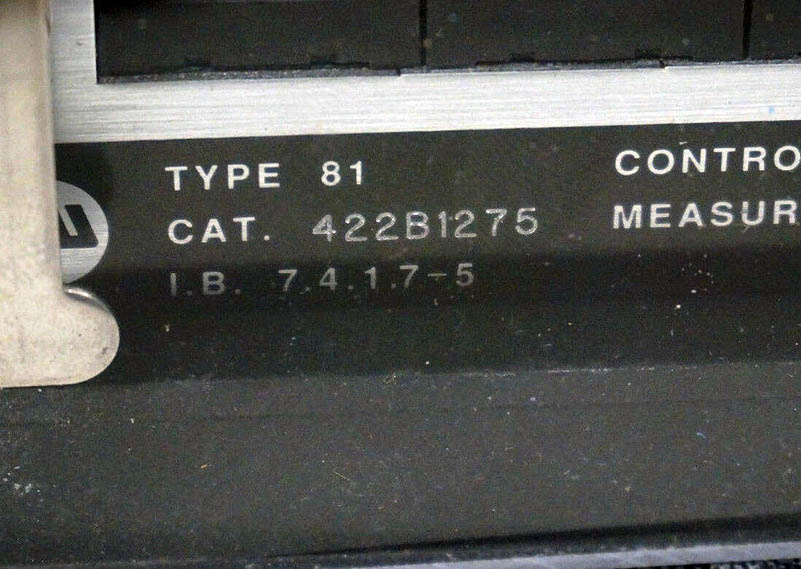 TYPE 81
CAT. 422B1275
I.B. 7.4.1.7-5
CONTRO
MEASUR